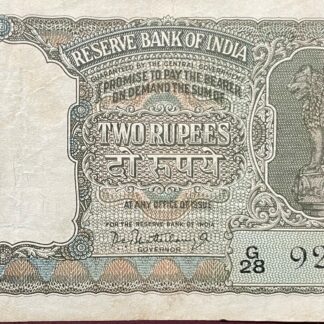 RESERVE BANK OF INDIA
GUARANTEED BY THE CENTRAL GOVERNMENT
I PROMISE TO PAY THE BEARER
ON DEMAND THE SUM OF
TWO RUPEES
दो रुपये
AT ANY OFFICE OF ISSUE
FOR THE RESERVE BANK OF INDIA
GOVERNOR
G/28 92